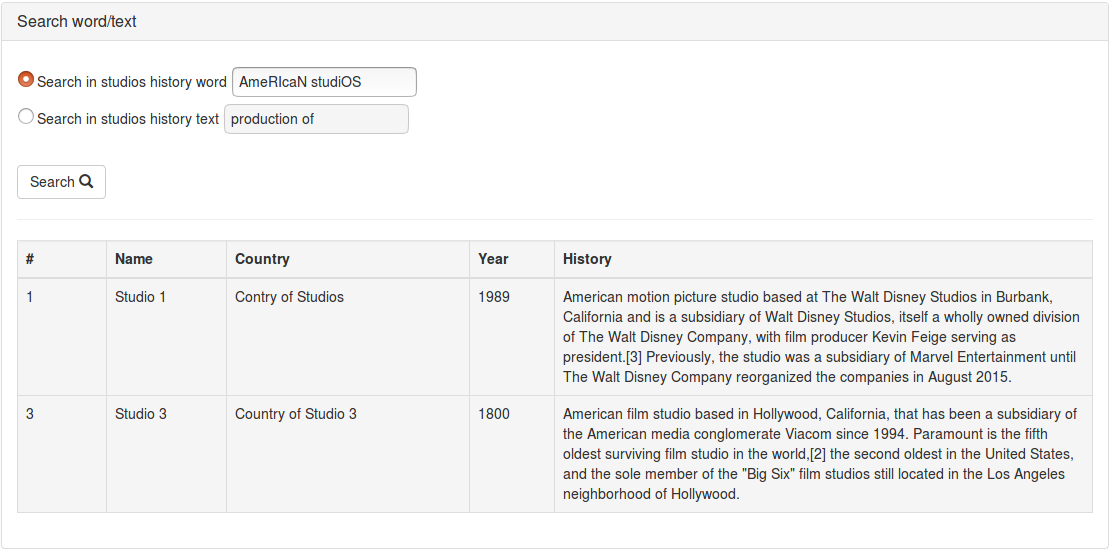 Search word/text
Search in studios history word AmeRIcaN studiOS
Search in studios history text production of
Search
# Name Country Year History
1 Studio 1 Contry of Studios 1989 American motion picture studio based at The Walt Disney Studios in Burbank,
California and is a subsidiary of Walt Disney Studios, itself a wholly owned division
of The Walt Disney Company, with film producer Kevin Feige serving as
president.[3] Previously, the studio was a subsidiary of Marvel Entertainment until
The Walt Disney Company reorganized the companies in August 2015.
3 Studio 3 Country of Studio 3 1800 American film studio based in Hollywood, California, that has been a subsidiary of
the American media conglomerate Viacom since 1994. Paramount is the fifth
oldest surviving film studio in the world,[2] the second oldest in the United States,
and the sole member of the "Big Six" film studios still located in the Los Angeles
neighborhood of Hollywood.